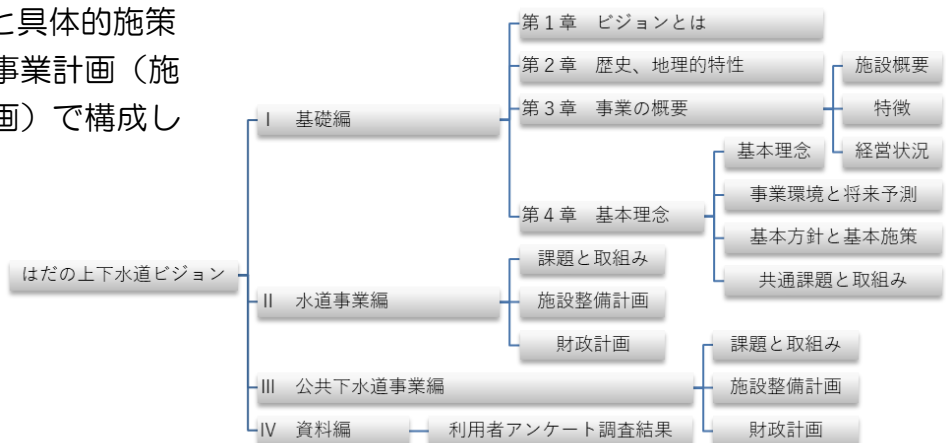 と具体的施策
事業計画（施
画）で構成し
はだの上下水道ビジョン
Ⅰ 基礎編
第１章 ビジョンとは
第２章 歴史、地理的特性
第３章 事業の概要
施設概要
特徴
経営状況
第４章 基本理念
基本理念
事業環境と将来予測
基本方針と基本施策
共通課題と取組み
Ⅱ 水道事業編
課題と取組み
施設整備計画
財政計画
Ⅲ 公共下水道事業編
課題と取組み
施設整備計画
財政計画
Ⅳ 資料編
利用者アンケート調査結果